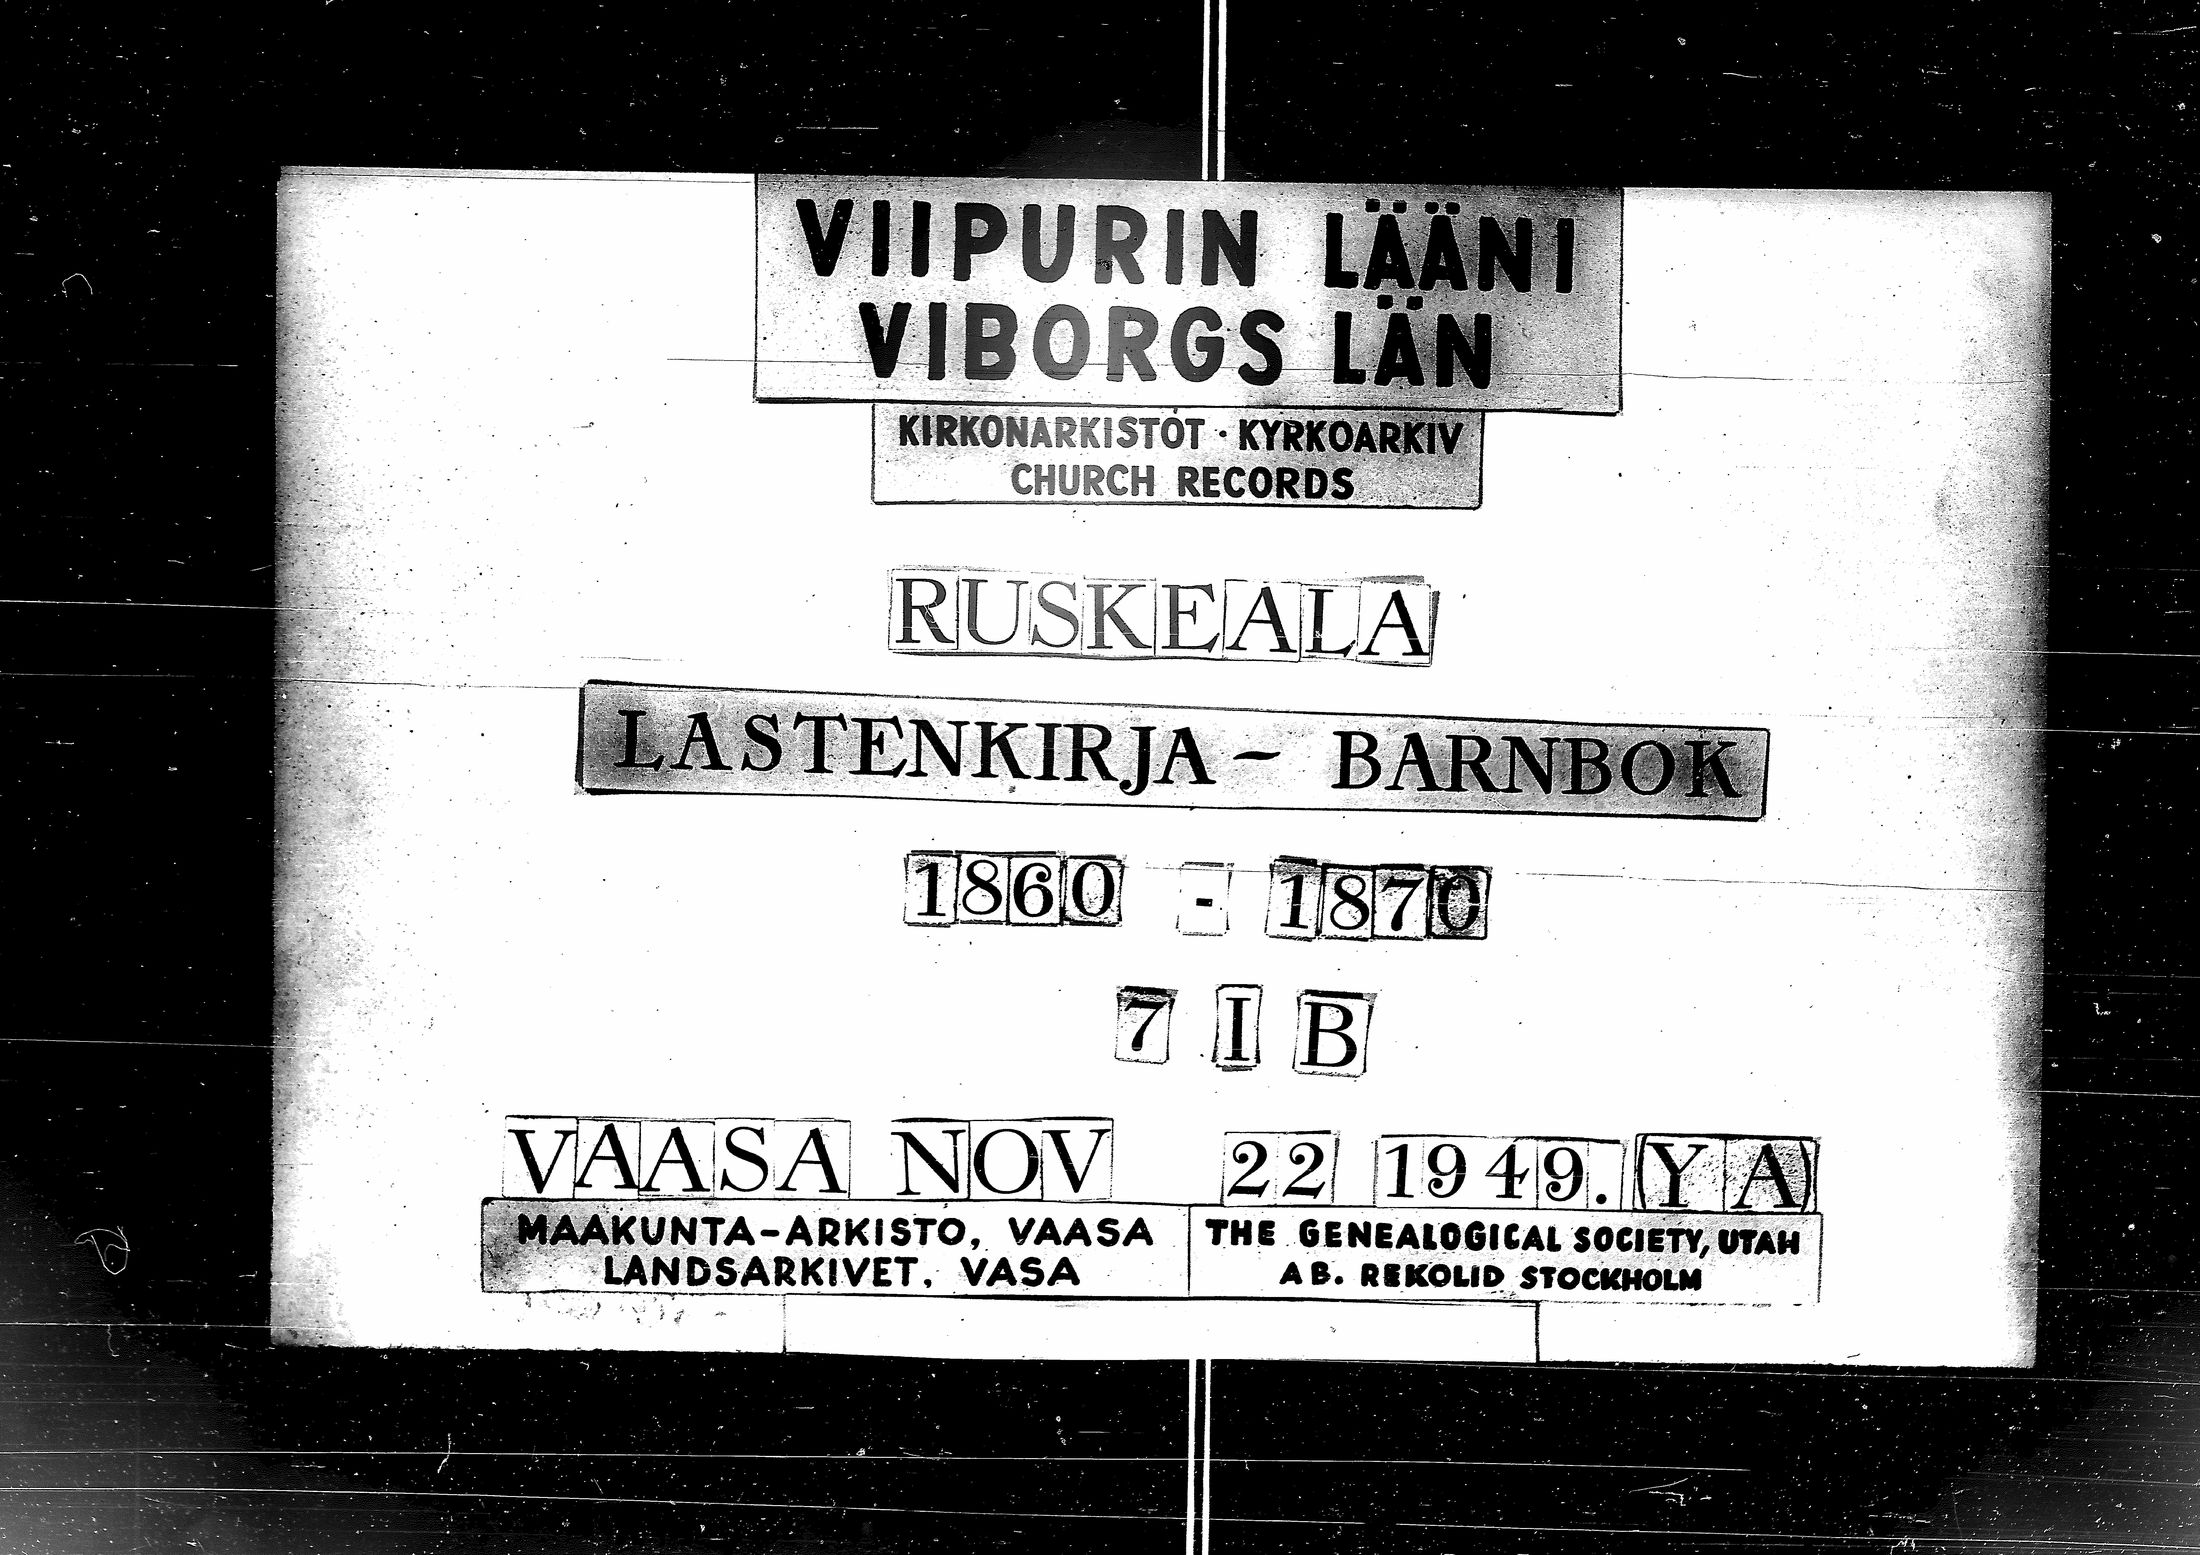 VIIPURIN LÄÄNI
VIBORGS LÄN
KIRKONARKISTOT · KYRKOARKIV
CHURCH RECORDS
RUSKEALA
LASTENKIRJA - BARNBOK
1860 - 1870
7 I B
VAASA NOV 22 1949. (YA)
MAAKUNTA-ARKISTO, VAASA
LANDSARKIVET, VASA
THE GENEALOGICAL SOCIETY, UTAH
AB. REKOLID STOCKHOLM